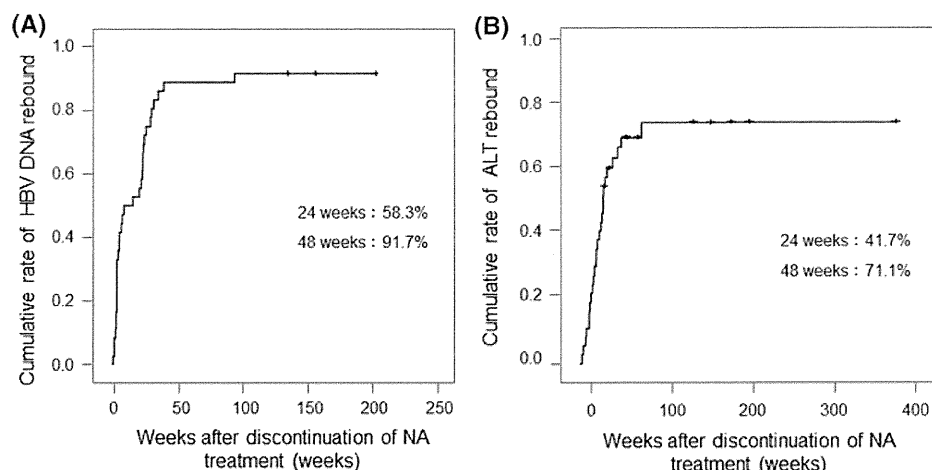 (A)
1.0
0.8
0.6
0.4
0.2
0.0
Cumulative rate of HBV DNA rebound
24 weeks : 58.3%
48 weeks : 91.7%
0 50 100 150 200 250
Weeks after discontinuation of NA
treatment (weeks)
(B)
1.0
0.8
0.6
0.4
0.2
0.0
Cumulative rate of ALT rebound
24 weeks : 41.7%
48 weeks : 71.1%
0 100 200 300 400
Weeks after discontinuation of NA
treatment (weeks)